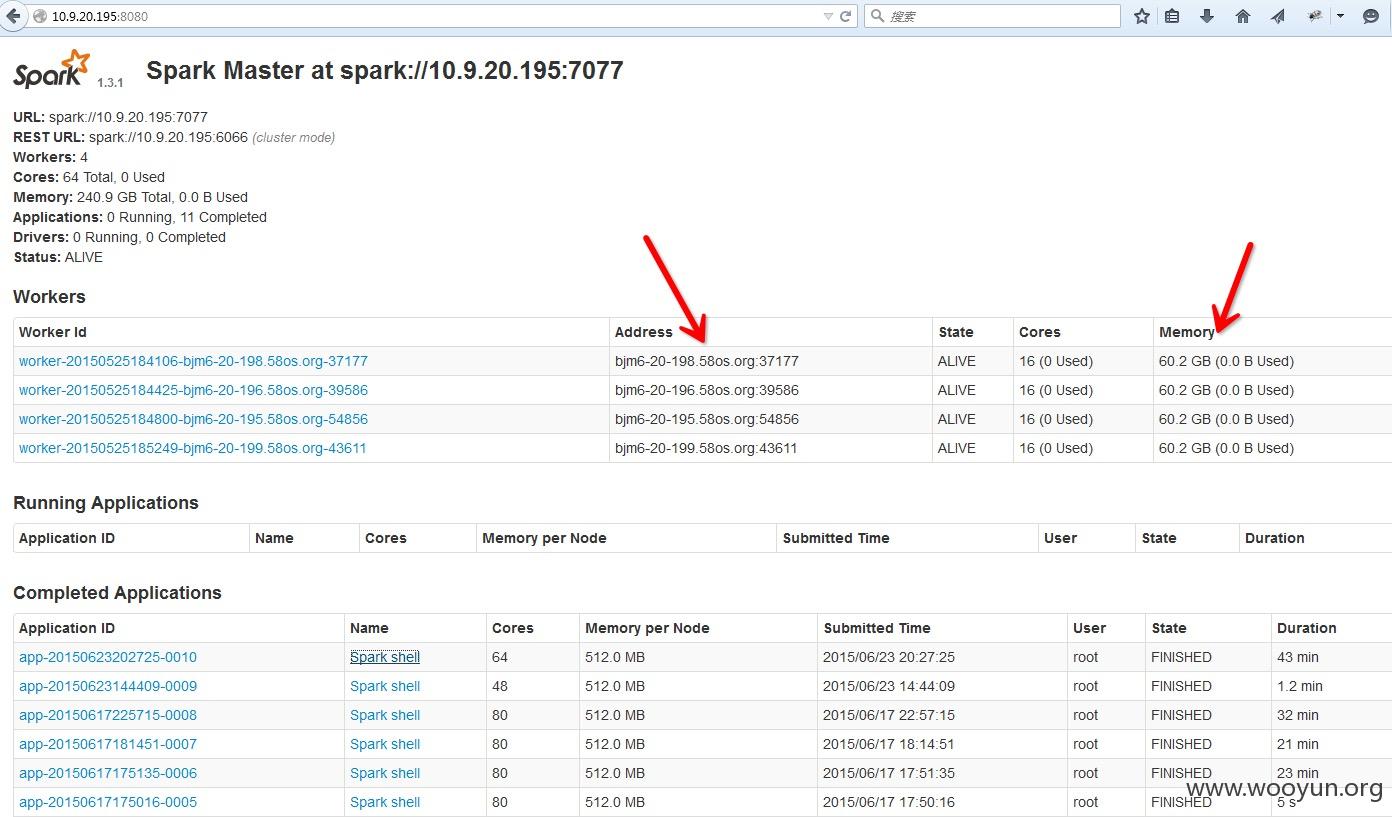 10.9.20.195:8080 搜索
Spark 1.3.1 Spark Master at spark://10.9.20.195:7077
URL: spark://10.9.20.195:7077
REST URL: spark://10.9.20.195:6066 (cluster mode)
Workers: 4
Cores: 64 Total, 0 Used
Memory: 240.9 GB Total, 0.0 B Used
Applications: 0 Running, 11 Completed
Drivers: 0 Running, 0 Completed
Status: ALIVE
Workers
Worker Id Address State Cores Memory
worker-20150525184106-bjm6-20-198.58os.org-37177 bjm6-20-198.58os.org:37177 ALIVE 16 (0 Used) 60.2 GB (0.0 B Used)
worker-20150525184425-bjm6-20-196.58os.org-39586 bjm6-20-196.58os.org:39586 ALIVE 16 (0 Used) 60.2 GB (0.0 B Used)
worker-20150525184800-bjm6-20-195.58os.org-54856 bjm6-20-195.58os.org:54856 ALIVE 16 (0 Used) 60.2 GB (0.0 B Used)
worker-20150525185249-bjm6-20-199.58os.org-43611 bjm6-20-199.58os.org:43611 ALIVE 16 (0 Used) 60.2 GB (0.0 B Used)
Running Applications
Application ID Name Cores Memory per Node Submitted Time User State Duration
Completed Applications
Application ID Name Cores Memory per Node Submitted Time User State Duration
app-20150623202725-0010 Spark shell 64 512.0 MB 2015/06/23 20:27:25 root FINISHED 43 min
app-20150623144409-0009 Spark shell 48 512.0 MB 2015/06/23 14:44:09 root FINISHED 1.2 min
app-20150617225715-0008 Spark shell 80 512.0 MB 2015/06/17 22:57:15 root FINISHED 32 min
app-20150617181451-0007 Spark shell 80 512.0 MB 2015/06/17 18:14:51 root FINISHED 21 min
app-20150617175135-0006 Spark shell 80 512.0 MB 2015/06/17 17:51:35 root FINISHED 23 min
app-20150617175016-0005 Spark shell 80 512.0 MB 2015/06/17 17:50:16 root FINISHED 5 s
www.wooyun.org